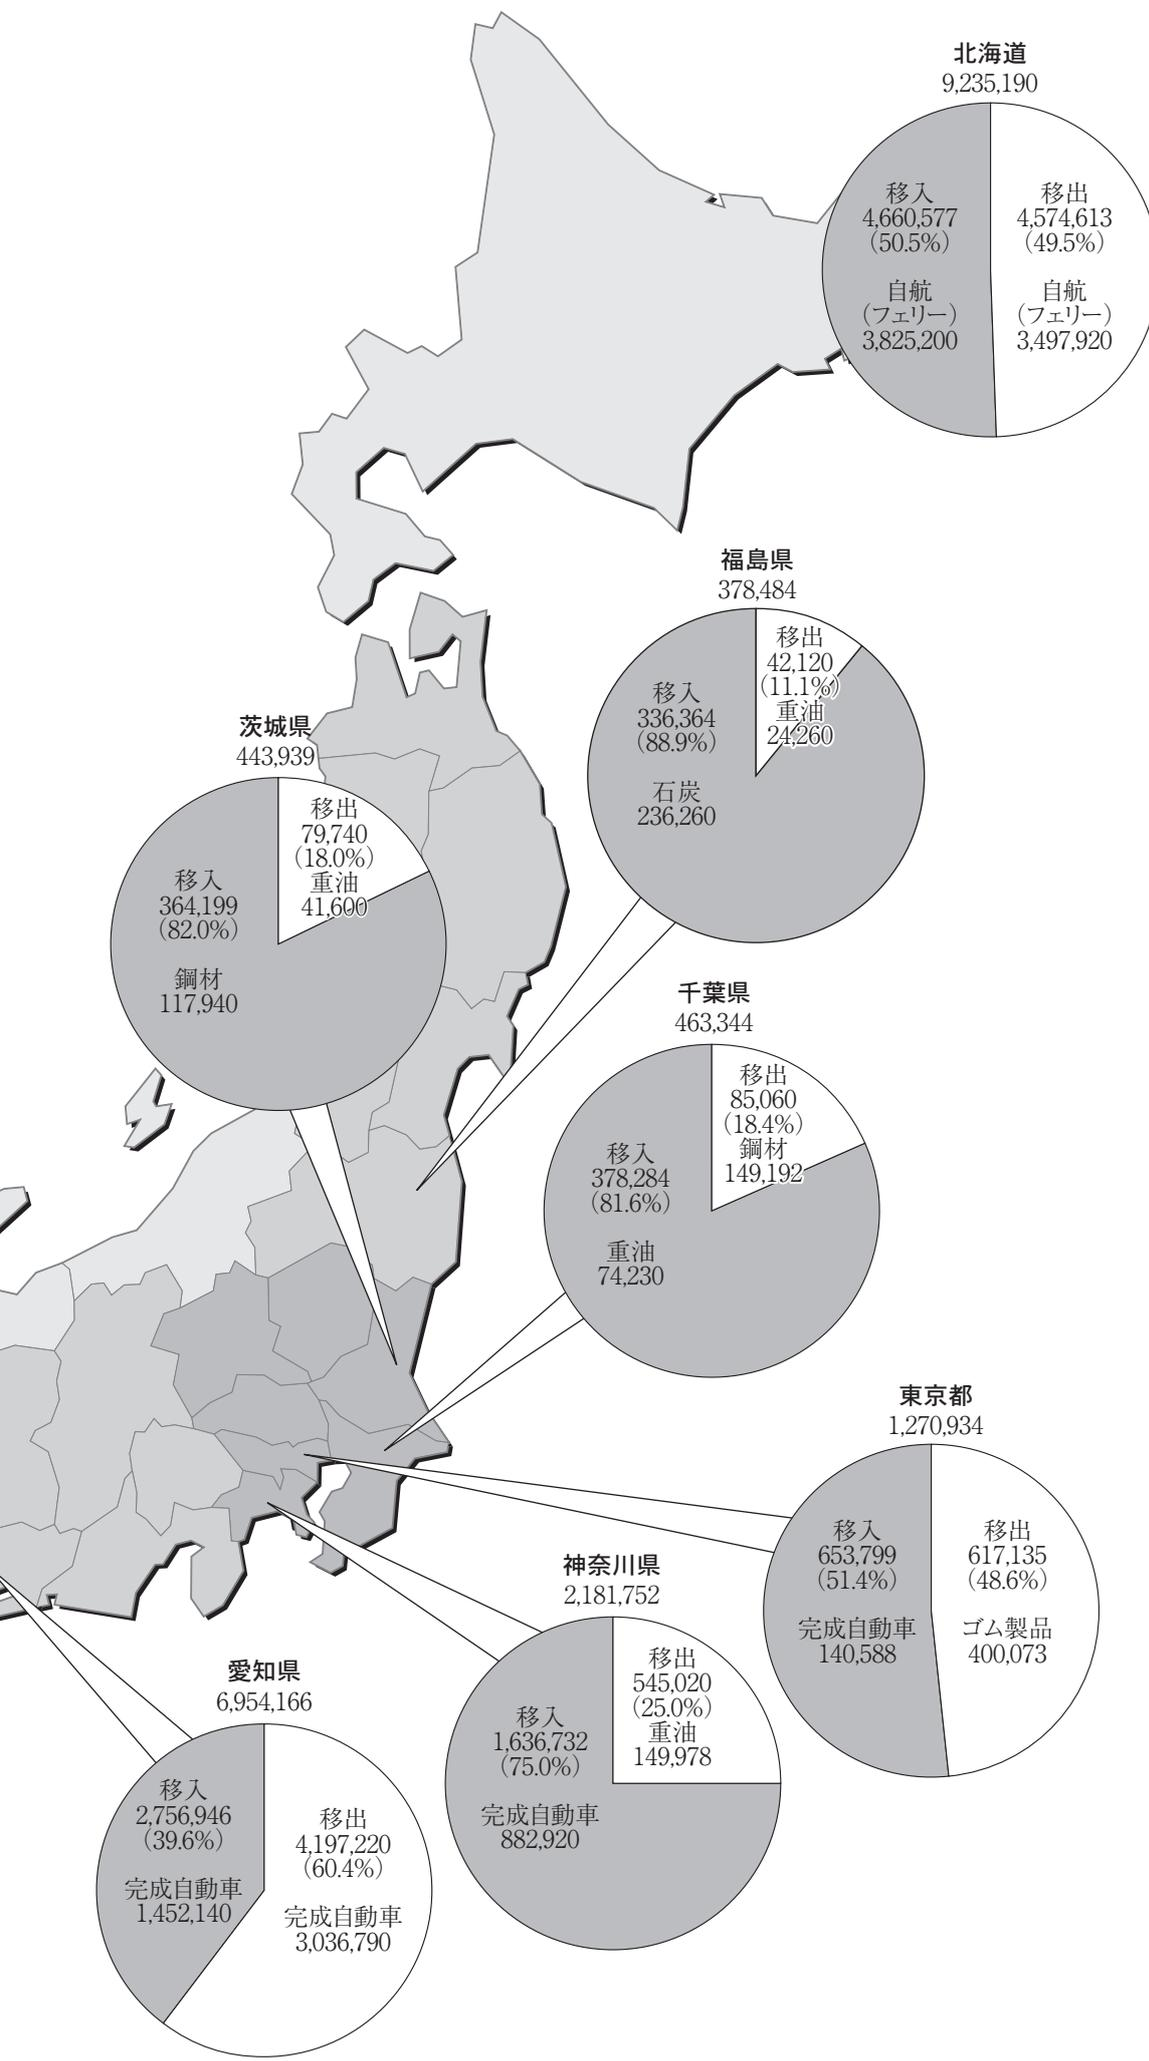 北海道
9,235,190
移入
4,660,577
（50.5%）
自航
（フェリー）
3,825,200
移出
4,574,613
（49.5%）
自航
（フェリー）
3,497,920
福島県
378,484
移出
42,120
（11.1%）
重油
24,260
移入
336,364
（88.9%）
石炭
236,260
茨城県
443,939
移出
79,740
（18.0%）
重油
41,600
移入
364,199
（82.0%）
鋼材
117,940
千葉県
463,344
移出
85,060
（18.4%）
鋼材
149,192
移入
378,284
（81.6%）
重油
74,230
東京都
1,270,934
移入
653,799
（51.4%）
完成自動車
140,588
移出
617,135
（48.6%）
ゴム製品
400,073
神奈川県
2,181,752
移出
545,020
（25.0%）
重油
149,978
移入
1,636,732
（75.0%）
完成自動車
882,920
愛知県
6,954,166
移入
2,756,946
（39.6%）
完成自動車
1,452,140
移出
4,197,220
（60.4%）
完成自動車
3,036,790